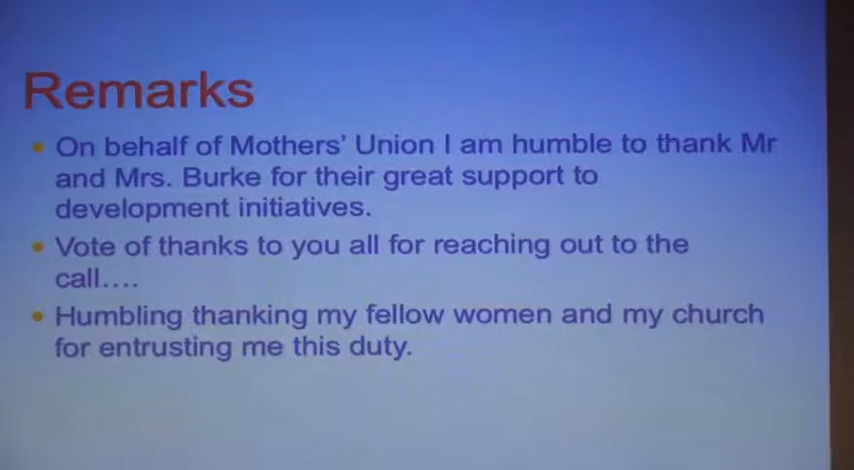 Remarks
• On behalf of Mothers’ Union I am humble to thank Mr
and Mrs. Burke for their great support to
development initiatives.
• Vote of thanks to you all for reaching out to the
call....
• Humbling thanking my fellow women and my church
for entrusting me this duty.